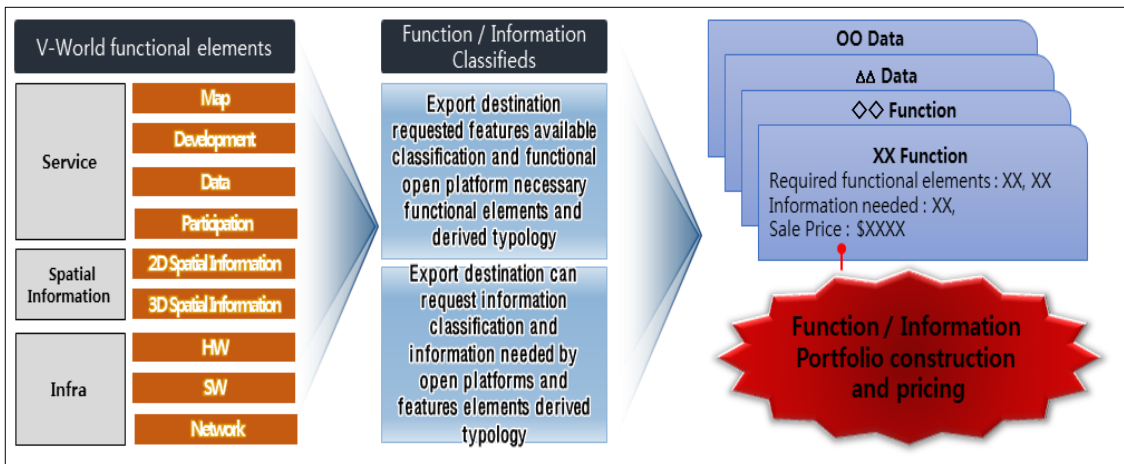 V-World functional elements
Service
Map
Development
Data
Participation
Spatial
Information
2D Spatial Information
3D Spatial Information
Infra
HW
SW
Network
Function / Information
Classifieds
Export destination
requested features available
classification and functional
open platform necessary
functional elements and
derived typology
Export destination can
request information
classification and
information needed by
open platforms and
features elements derived
typology
OO Data
ΔΔ Data
◇◇ Function
XX Function
Required functional elements : XX, XX
Information needed : XX,
Sale Price : $XXXX
Function / Information
Portfolio construction
and pricing